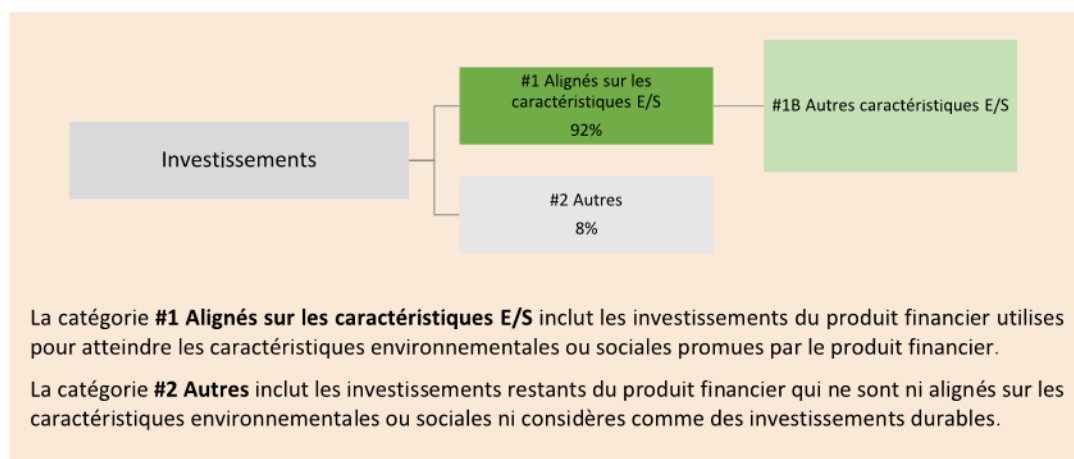 #1 Alignés sur les
caractéristiques E/S
92%
#1B Autres caractéristiques E/S
Investissements
#2 Autres
8%
La catégorie #1 Alignés sur les caractéristiques E/S inclut les investissements du produit financier utilises
pour atteindre les caractéristiques environnementales ou sociales promues par le produit financier.
La catégorie #2 Autres inclut les investissements restants du produit financier qui ne sont ni alignés sur les
caractéristiques environnementales ou sociales ni considères comme des investissements durables.